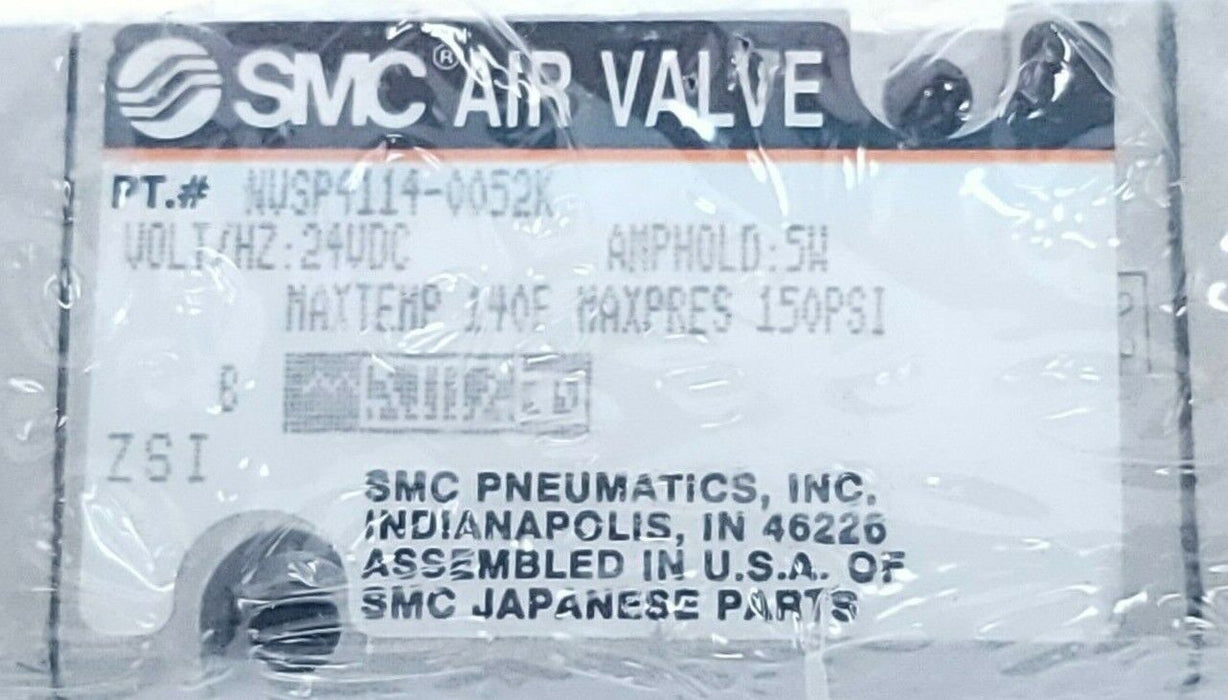 SMC® AIR VALVE
PT.# NVSP4114-0052K
VOLT/HZ:24VDC AMPHOLD:5W
MAXTEMP 140F MAXPRES 150PSI
B
ZSI
SMC PNEUMATICS, INC.
INDIANAPOLIS, IN 46226
ASSEMBLED IN U.S.A. OF
SMC JAPANESE PARTS